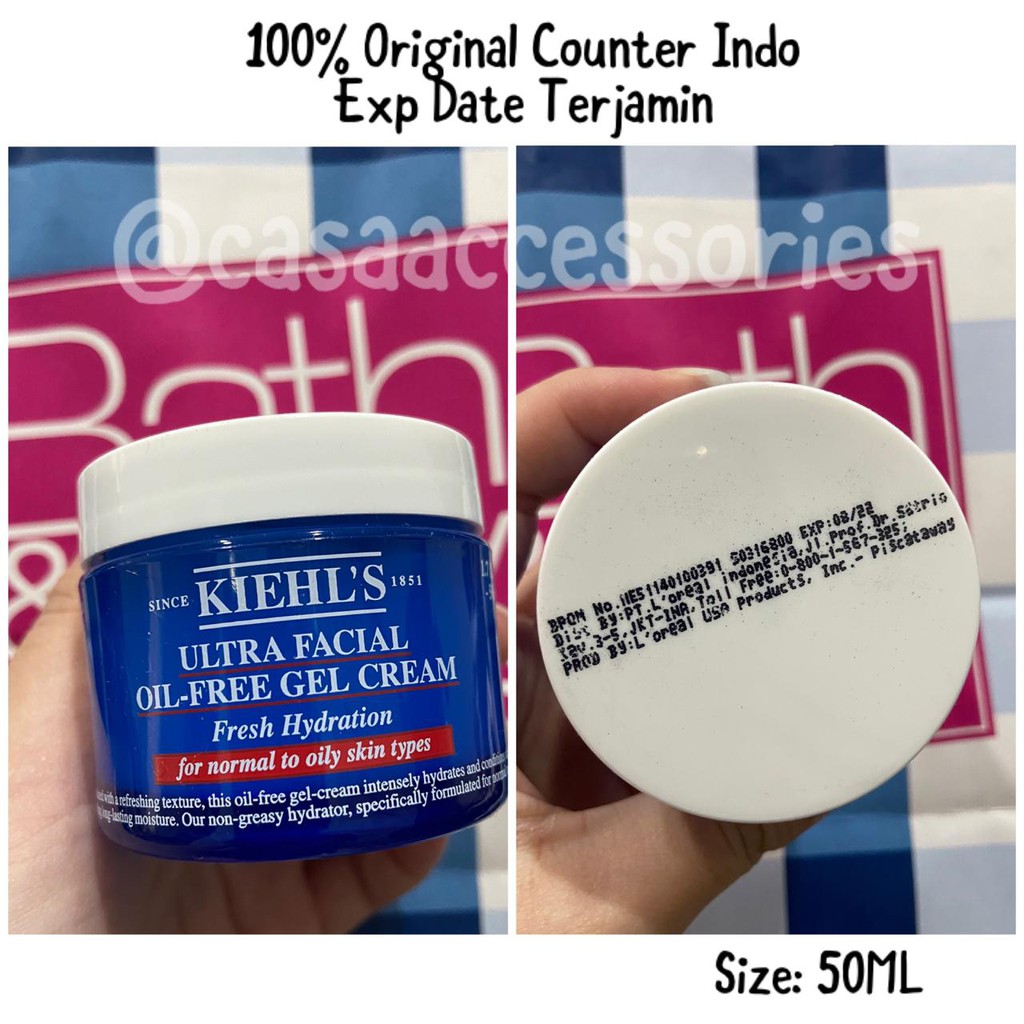 100% Original Counter Indo
Exp Date Terjamin
@casaaccessories
Bath
Bath
&
SINCE KIEHL'S 1851
ULTRA FACIAL
OIL-FREE GEL CREAM
Fresh Hydration
for normal to oily skin types
with a refreshing texture, this oil-free gel-cream intensely hydrates and
long-lasting moisture. Our non-greasy hydrator, specifically formulated for
BPOM No.:NE51140100391 50316800 EXP:08/22
Disc By:PT.L'oreal indonesia,Jl.Prof.Dr.Satrio
Kav.3-5,JKT-INA,Toll Free:0-800-1-567-325;
PROD BY:L'oreal USA Products, Inc.- Piscataway
Size: 50ML